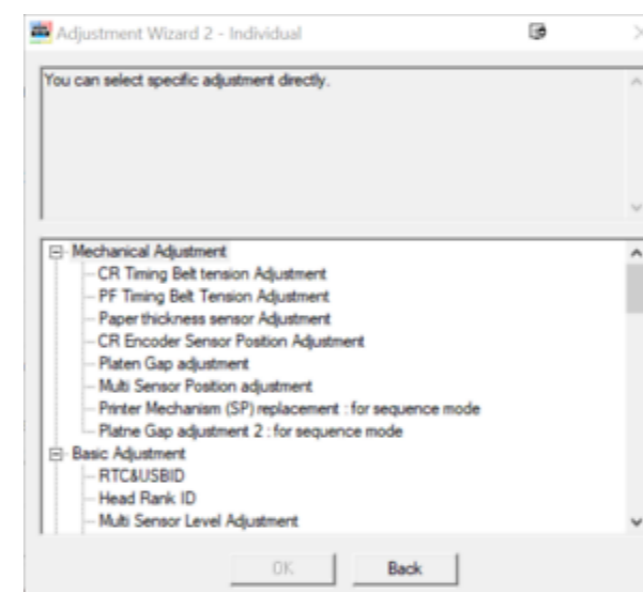 Adjustment Wizard 2 - Individual
You can select specific adjustment directly.
Mechanical Adjustment
CR Timing Belt tension Adjustment
PF Timing Belt Tension Adjustment
Paper thickness sensor Adjustment
CR Encoder Sensor Position Adjustment
Platen Gap adjustment
Multi Sensor Position adjustment
Printer Mechanism (SP) replacement : for sequence mode
Platne Gap adjustment 2 : for sequence mode
Basic Adjustment
RTC&USBID
Head Rank ID
Multi Sensor Level Adjustment
OK
Back